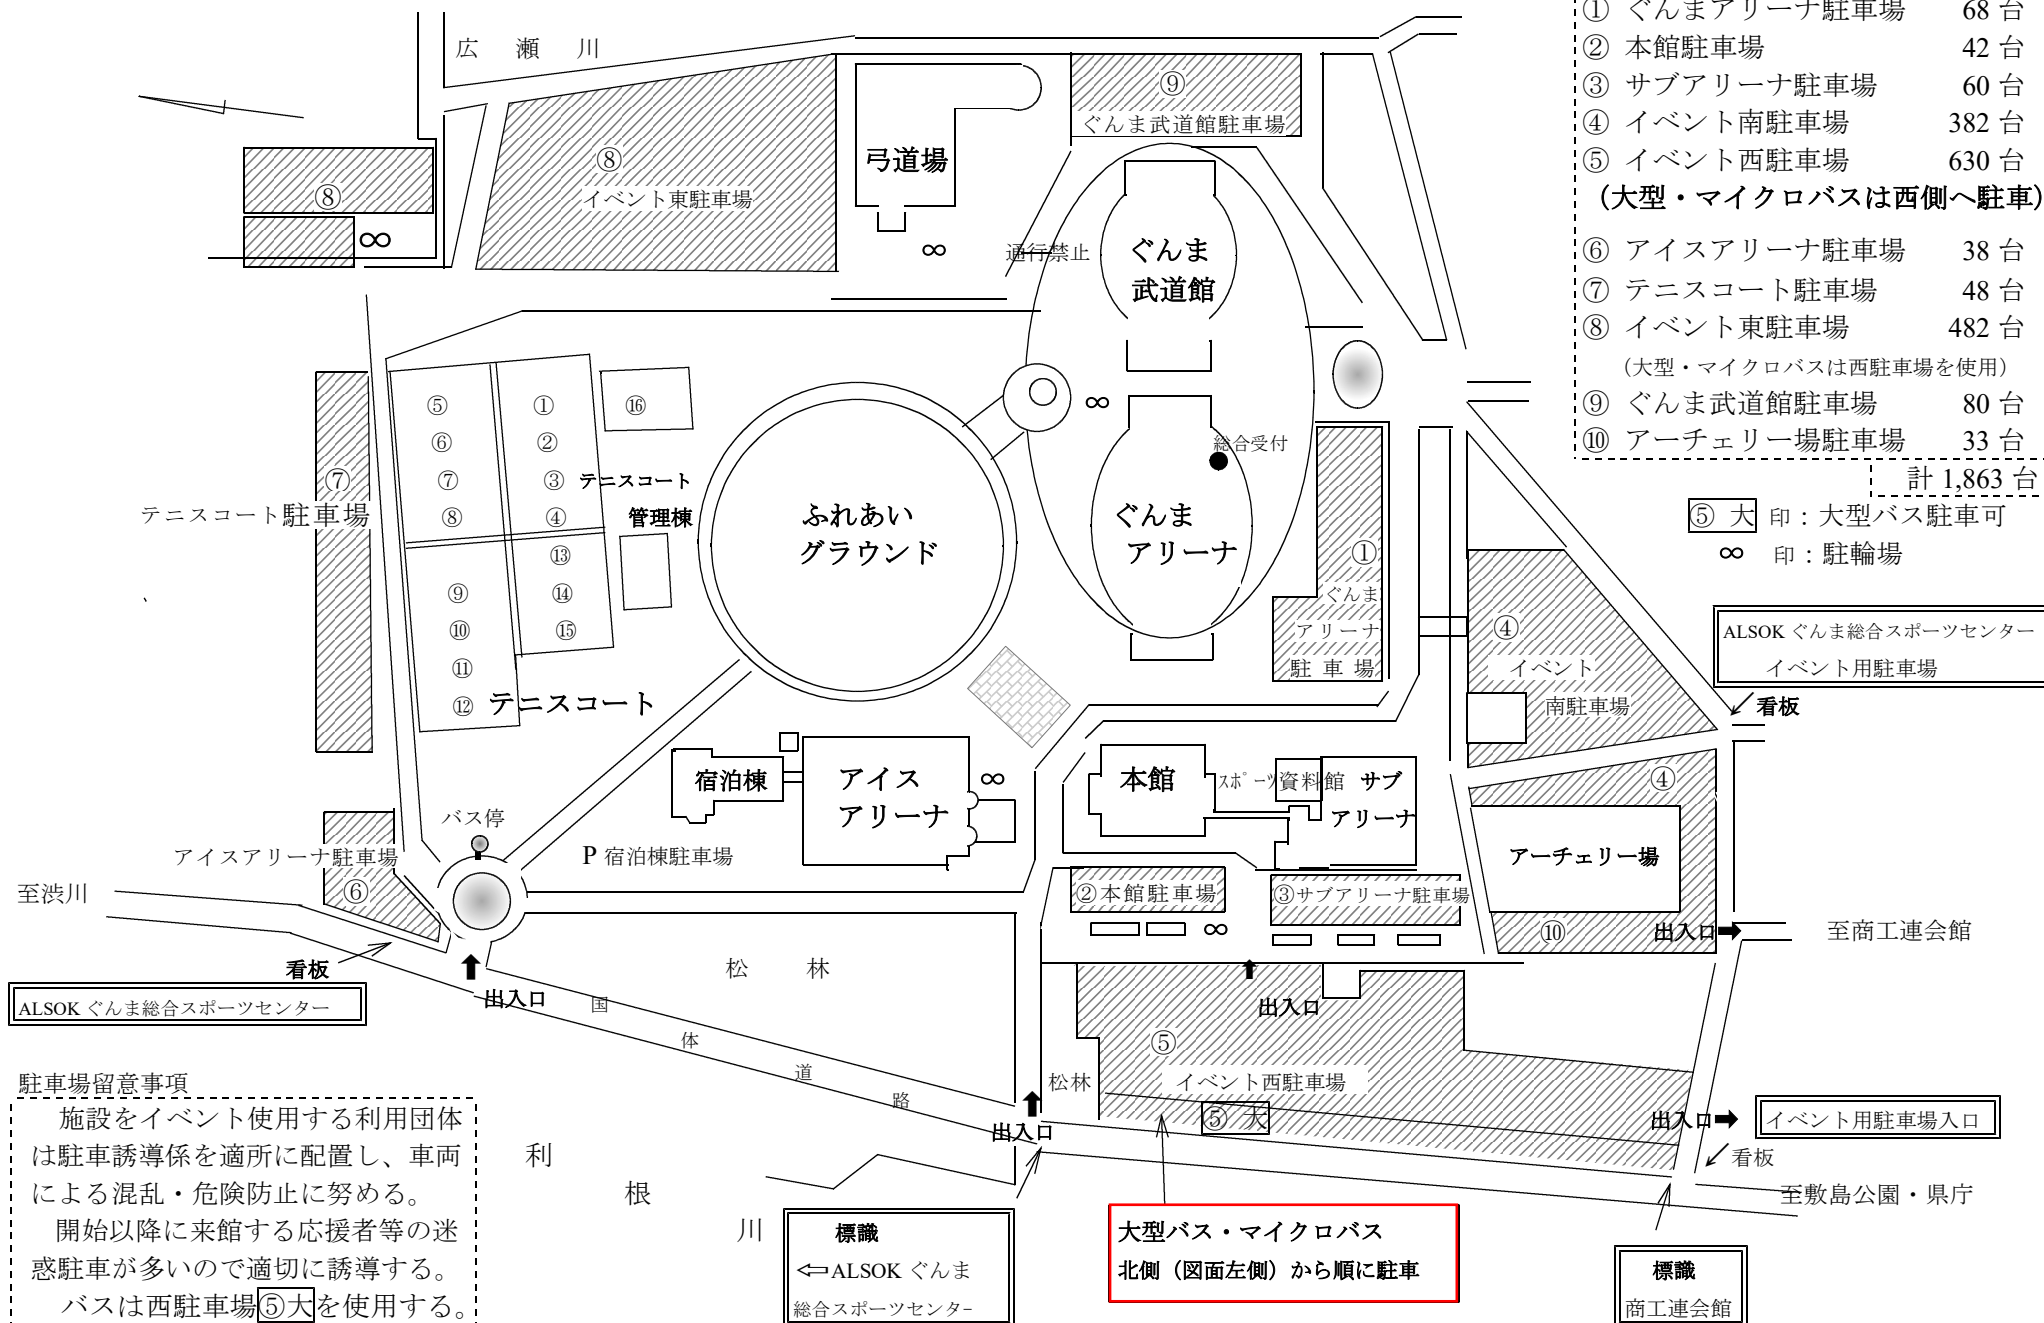 広 瀬 川
① ぐんまアリーナ駐車場 68 台
② 本館駐車場 42 台
③ サブアリーナ駐車場 60 台
④ イベント南駐車場 382 台
⑤ イベント西駐車場 630 台
(大型・マイクロバスは西側へ駐車)
⑥ アイスアリーナ駐車場 38 台
⑦ テニスコート駐車場 48 台
⑧ イベント東駐車場 482 台
(大型・マイクロバスは西駐車場を使用)
⑨ ぐんま武道館駐車場 80 台
⑩ アーチェリー場駐車場 33 台
計 1,863 台
⑤ 大 印：大型バス駐車可
∞ 印：駐輪場
⑧
∞
⑧
イベント東駐車場
弓道場
∞
⑨
ぐんま武道館駐車場
通行禁止
ぐんま
武道館
∞
総合受付
ぐんま
アリーナ
①
ぐんま
アリーナ
駐 車 場
⑦
テニスコート駐車場
⑤
⑥
⑦
⑧
①
②
③
④
⑯
テニスコート
管理棟
⑬
⑭
⑮
⑨
⑩
⑪
⑫
テニスコート
ふれあい
グラウンド
④
イベント
南駐車場
ALSOK ぐんま総合スポーツセンター
イベント用駐車場
看板
宿泊棟
アイス
アリーナ
∞
本館
スポーツ資料館
サブ
アリーナ
④
アーチェリー場
⑩
出入口
至商工連会館
バス停
P 宿泊棟駐車場
アイスアリーナ駐車場
⑥
至渋川
看板
ALSOK ぐんま総合スポーツセンター
出入口
②本館駐車場
∞
③サブアリーナ駐車場
松 林
国
体
道
路
出入口
松林
出入口
⑤
イベント西駐車場
⑤ 大
出入口
イベント用駐車場入口
看板
至敷島公園・県庁
利
根
川
駐車場留意事項
施設をイベント使用する利用団体
は駐車誘導係を適所に配置し、車両
による混乱・危険防止に努める。
開始以降に来館する応援者等の迷
惑駐車が多いので適切に誘導する。
バスは西駐車場⑤大を使用する。
標識
⇦ALSOK ぐんま
総合スポーツセンター
大型バス・マイクロバス
北側（図面左側）から順に駐車
標識
商工連会館